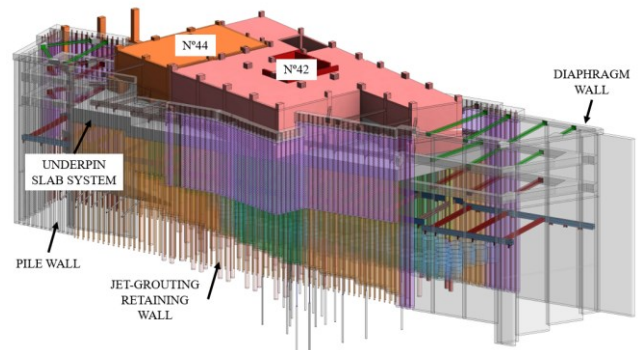 Nº44
Nº42
DIAPHRAGM
WALL
UNDERPIN
SLAB SYSTEM
PILE WALL
JET-GROUTING
RETAINING
WALL